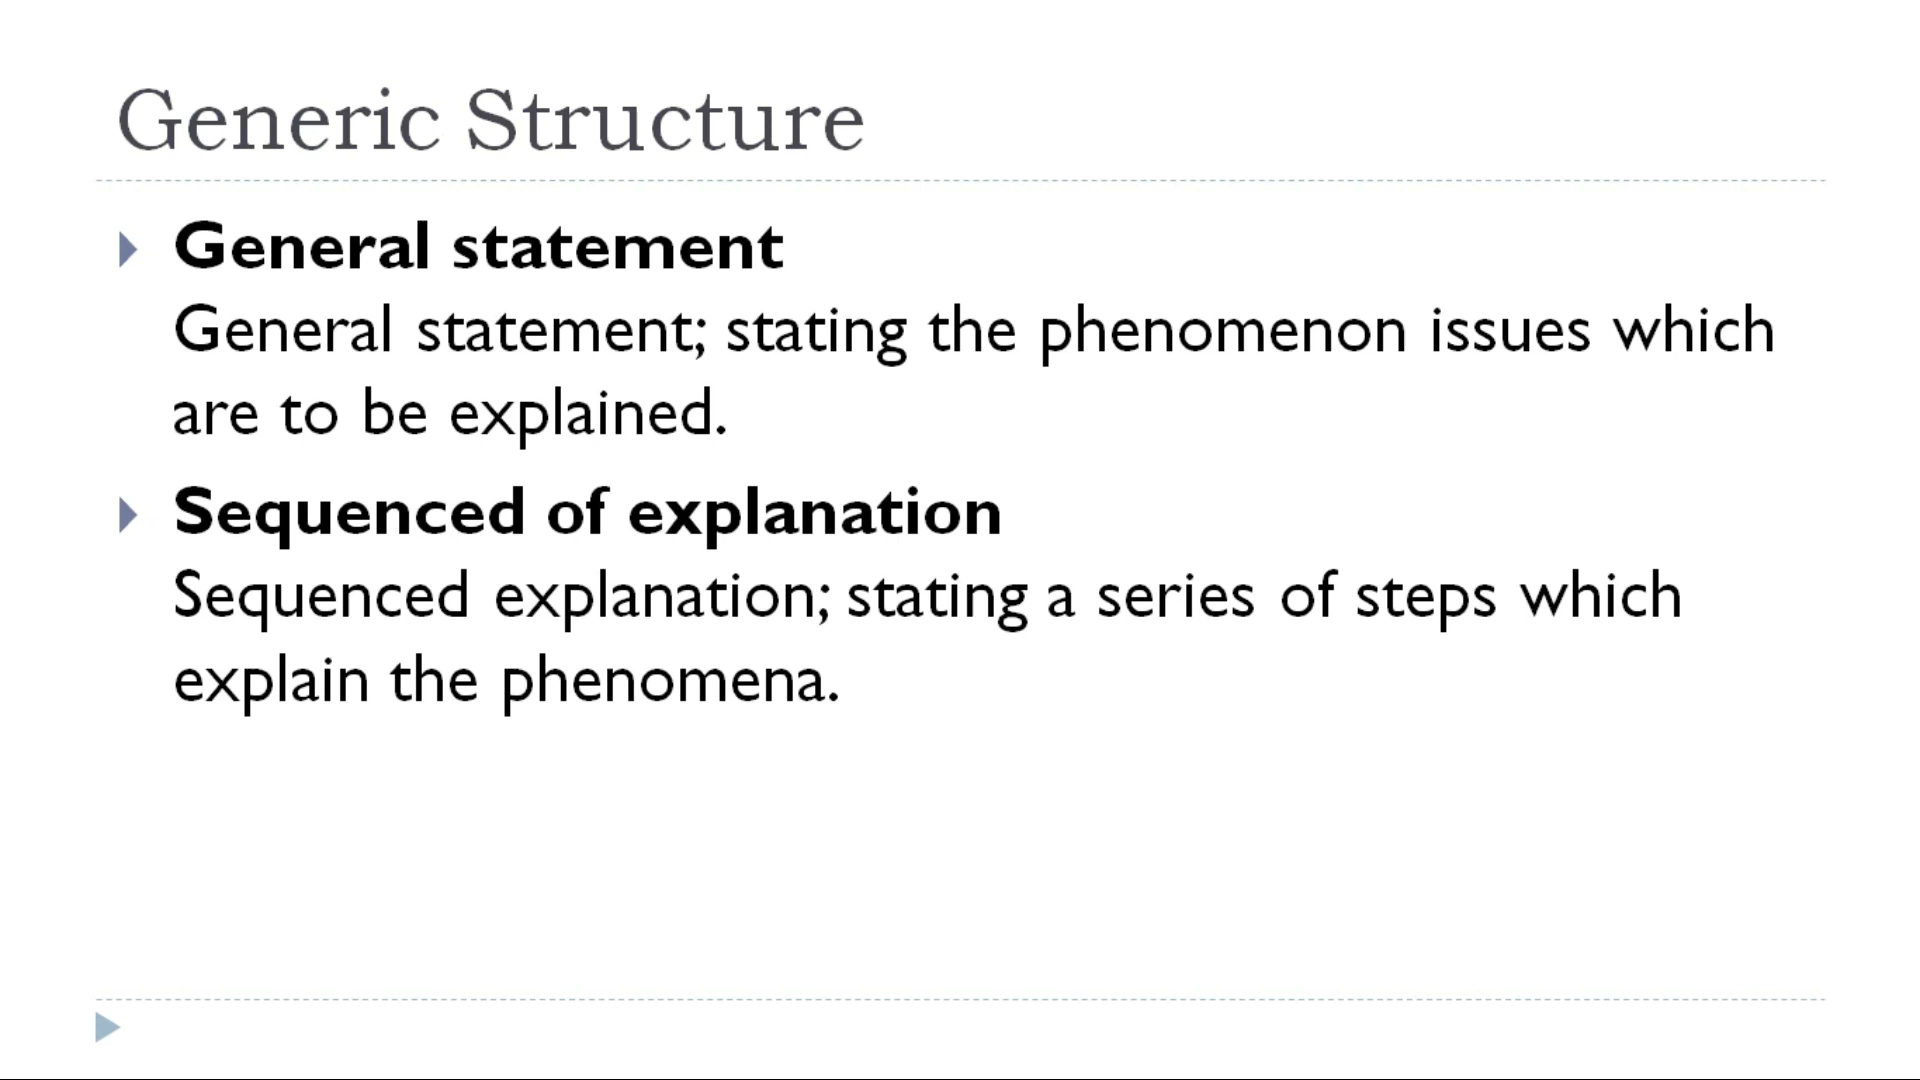 Generic Structure
General statement
General statement; stating the phenomenon issues which
are to be explained.
Sequenced of explanation
Sequenced explanation; stating a series of steps which
explain the phenomena.